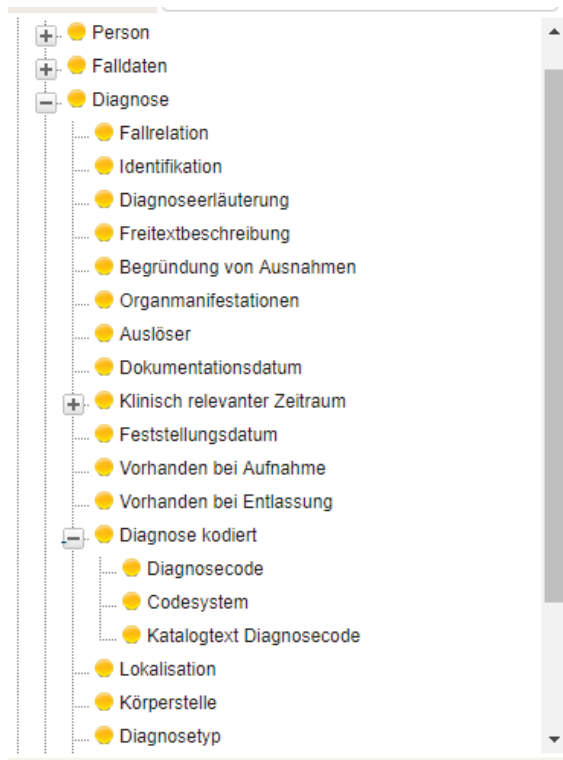 Person
Falldaten
Diagnose
Fallrelation
Identifikation
Diagnoseerläuterung
Freitextbeschreibung
Begründung von Ausnahmen
Organmanifestationen
Auslöser
Dokumentationsdatum
Klinisch relevanter Zeitraum
Feststellungsdatum
Vorhanden bei Aufnahme
Vorhanden bei Entlassung
Diagnose kodiert
Diagnosecode
Codesystem
Katalogtext Diagnosecode
Lokalisation
Körperstelle
Diagnosetyp